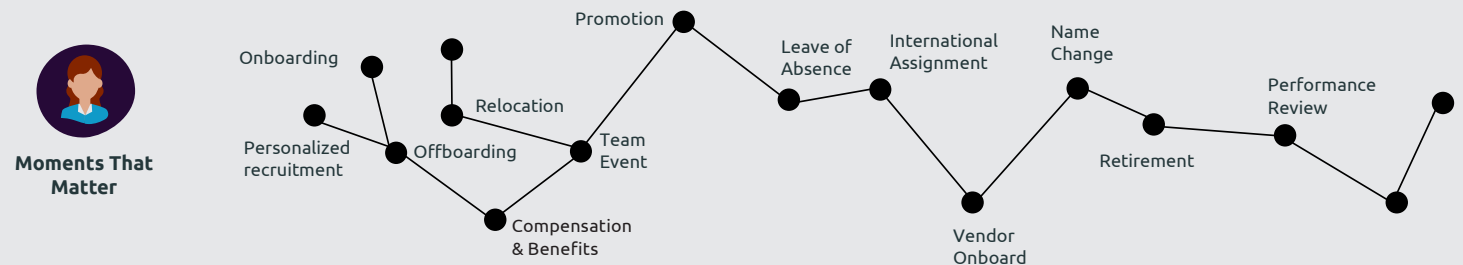 Moments That
Matter
Onboarding
Personalized
recruitment
Offboarding
Relocation
Compensation
& Benefits
Team
Event
Promotion
Leave of
Absence
International
Assignment
Vendor
Onboard
Name
Change
Retirement
Performance
Review